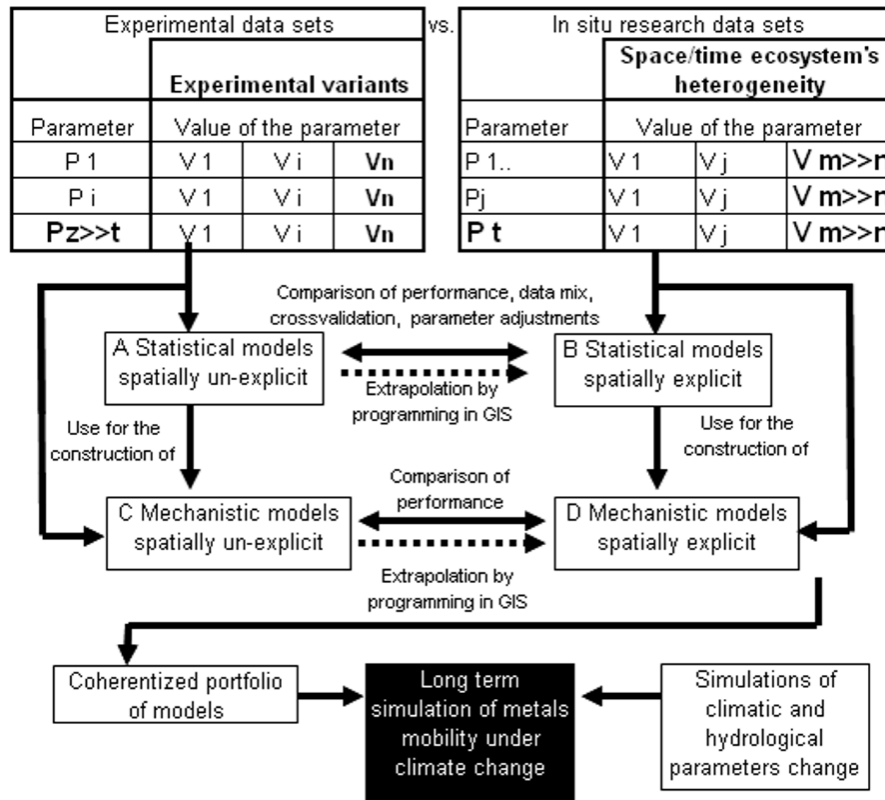 Experimental data sets
vs.
In situ research data sets
Experimental variants
Space/time ecosystem's
heterogeneity
Parameter
Value of the parameter
Parameter
Value of the parameter
P 1
V 1
V i
Vn
P 1..
V 1
V j
V m>>n
P i
V 1
V i
Vn
Pj
V 1
V j
V m>>n
Pz>>t
V 1
V i
Vn
P t
V 1
V j
V m>>n
Comparison of performance, data mix,
crossvalidation, parameter adjustments
A Statistical models
spatially un-explicit
B Statistical models
spatially explicit
Extrapolation by
programming in GIS
Use for the
construction of
Use for the
construction of
Comparison of
performance
C Mechanistic models
spatially un-explicit
D Mechanistic models
spatially explicit
Extrapolation by
programming in GIS
Coherentized portfolio
of models
Long term
simulation of metals
mobility under
climate change
Simulations of
climatic and
hydrological
parameters change